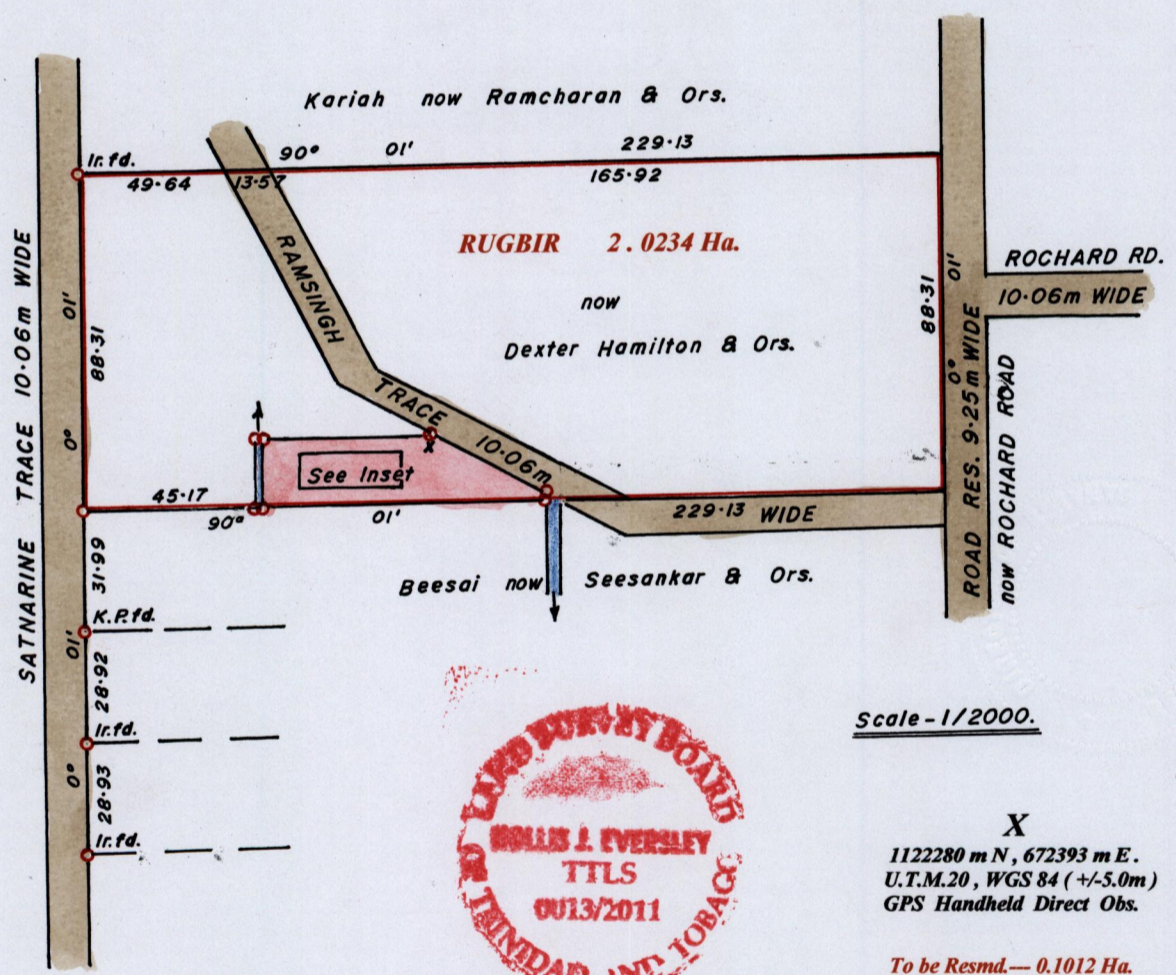 Kariah now Ramcharan & Ors.
Ir. fd.
90° 01' 229.13
49.64 13.57 165.92
RUGBIR 2.0234 Ha.
now
Dexter Hamilton & Ors.
RAMSINGH
TRACE 10.06m
229.13 WIDE
SATNARINE TRACE 10.06m WIDE
0° 01'
88.31
ROCHARD RD.
10.06m WIDE
88.31
0° 01'
ROAD RES. 9.25m WIDE
now ROCHARD ROAD
X
See Inset
45.17
90° 01'
Beesai now Seesankar & Ors.
31.99
K.P.fd.
0° 01'
28.92
Ir.fd.
28.93
Ir.fd.
Scale-1/2000.
LAND SURVEY BOARD
HOLLIS J. EVERSLEY
TTLS
0013/2011
OF TRINIDAD AND TOBAGO
X
1122280 m N , 672393 m E .
U.T.M.20 , WGS 84 ( +/-5.0m )
GPS Handheld Direct Obs.
To be Resmd.--- 0.1012 Ha.